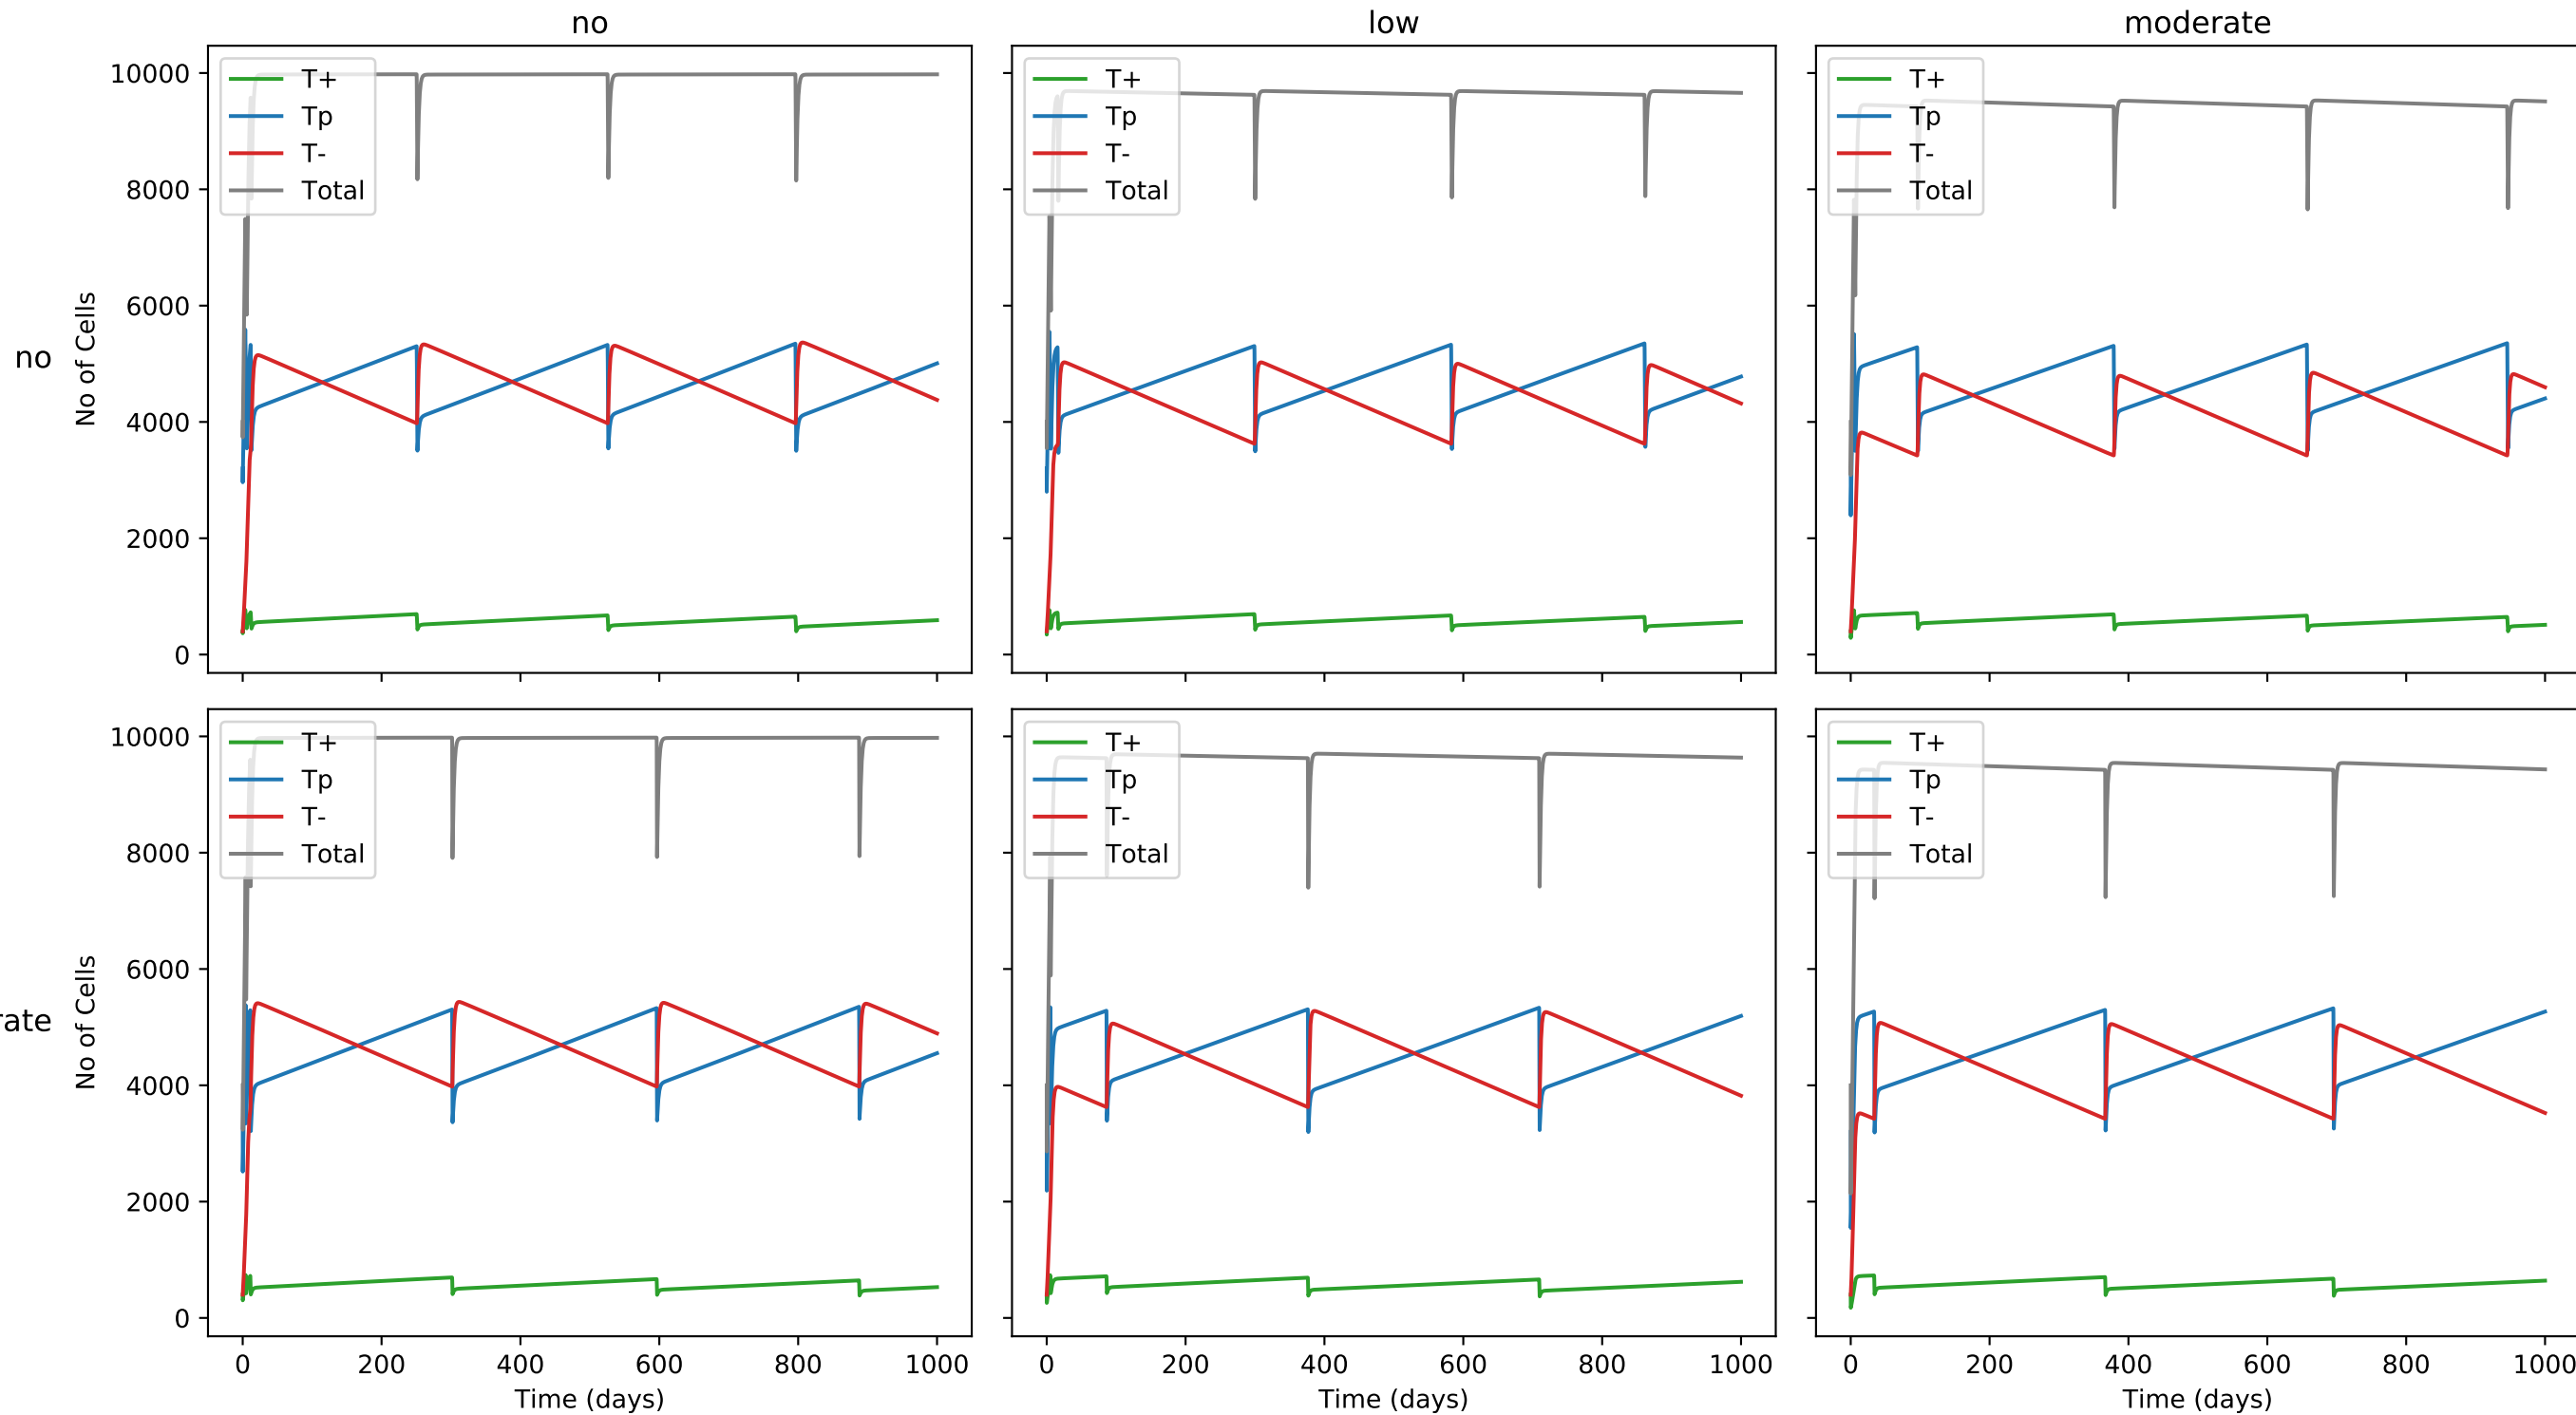 no
low
moderate
no
No of Cells
10000
8000
6000
4000
2000
0
T+
Tp
T-
Total
T+
Tp
T-
Total
T+
Tp
T-
Total
rate
No of Cells
10000
8000
6000
4000
2000
0
T+
Tp
T-
Total
T+
Tp
T-
Total
T+
Tp
T-
Total
0 200 400 600 800 1000
0 200 400 600 800 1000
0 200 400 600 800 1000
Time (days)
Time (days)
Time (days)